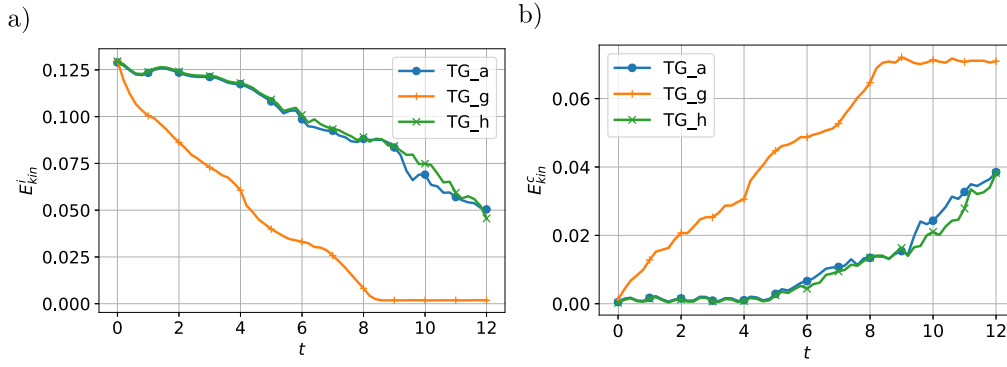 a)
0.125
0.100
0.075
0.050
0.025
0.000
E^i_kin
0 2 4 6 8 10 12
t
TG_a
TG_g
TG_h
b)
0.06
0.04
0.02
0.00
E^c_kin
0 2 4 6 8 10 12
t
TG_a
TG_g
TG_h